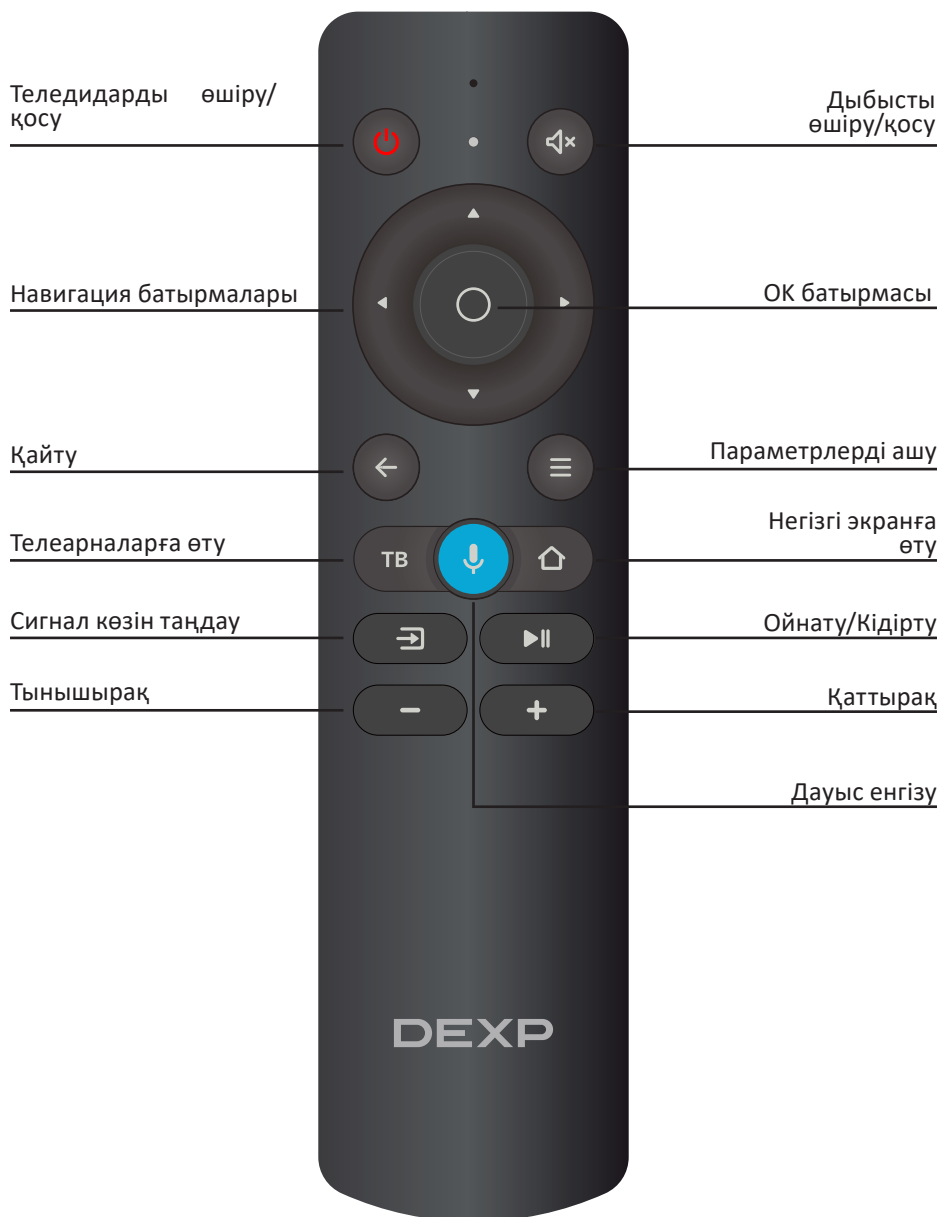 Теледидарды өшіру/
қосу
Дыбысты
өшіру/қосу
Навигация батырмалары
OK батырмасы
Қайту
Параметрлерді ашу
Негізгі экранға
өту
Телеарналарға өту
ТВ
Сигнал көзін таңдау
Ойнату/Кідірту
Тынышырақ
Қаттырақ
Дауыс енгізу
DEXP